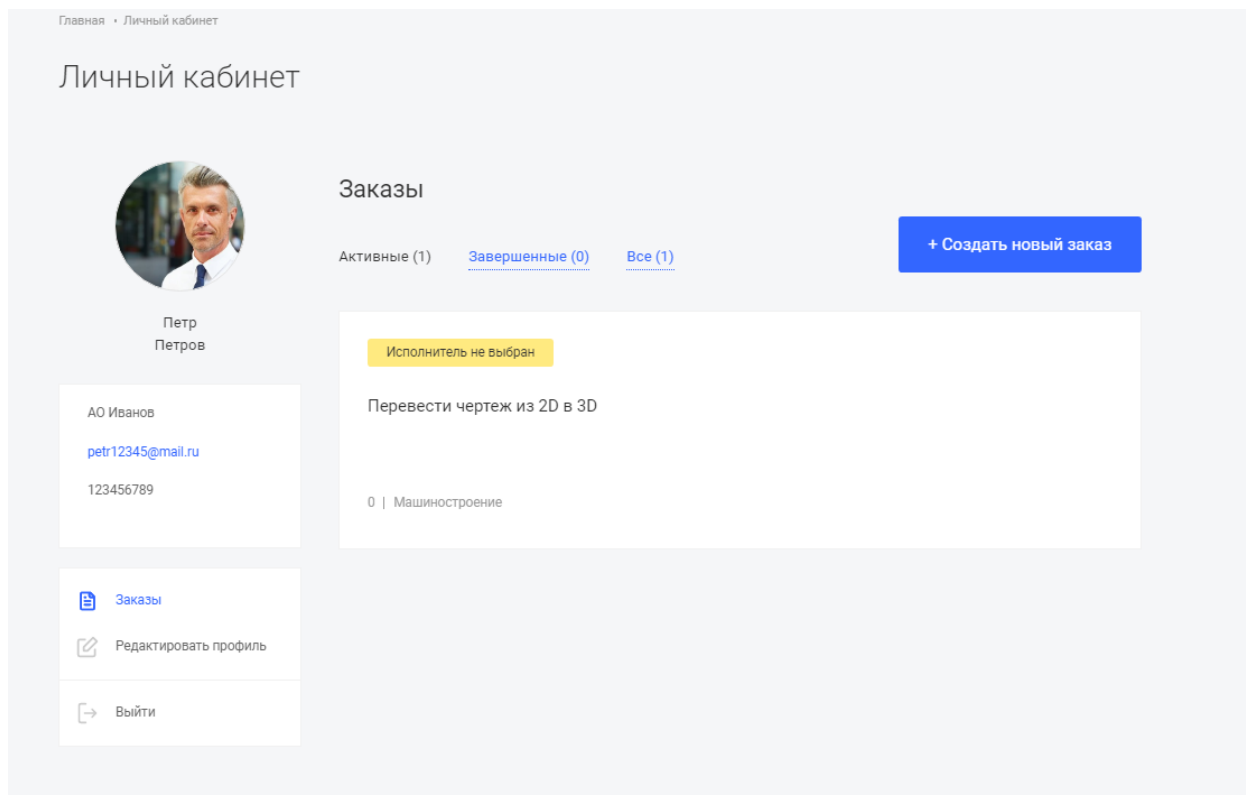 Главная • Личный кабинет
Личный кабинет
Петр
Петров
АО Иванов
petr12345@mail.ru
123456789
Заказы
Редактировать профиль
Выйти
Заказы
Активные (1) Завершенные (0) Все (1)
+ Создать новый заказ
Исполнитель не выбран
Перевести чертеж из 2D в 3D
0 | Машиностроение